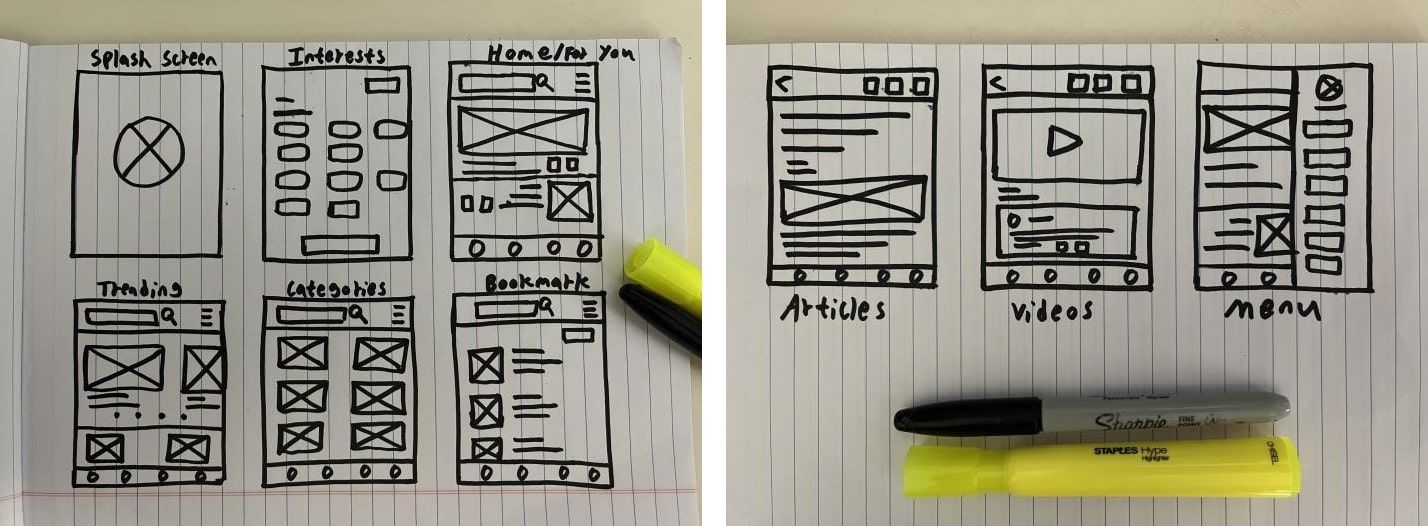 Splash Screen
Interests
Home/For You
Trending
Categories
Bookmark
Articles
Videos
menu
Permanent Marker
Sharpie FINE POINT
STAPLES Hype
Highlighter
CHISEL